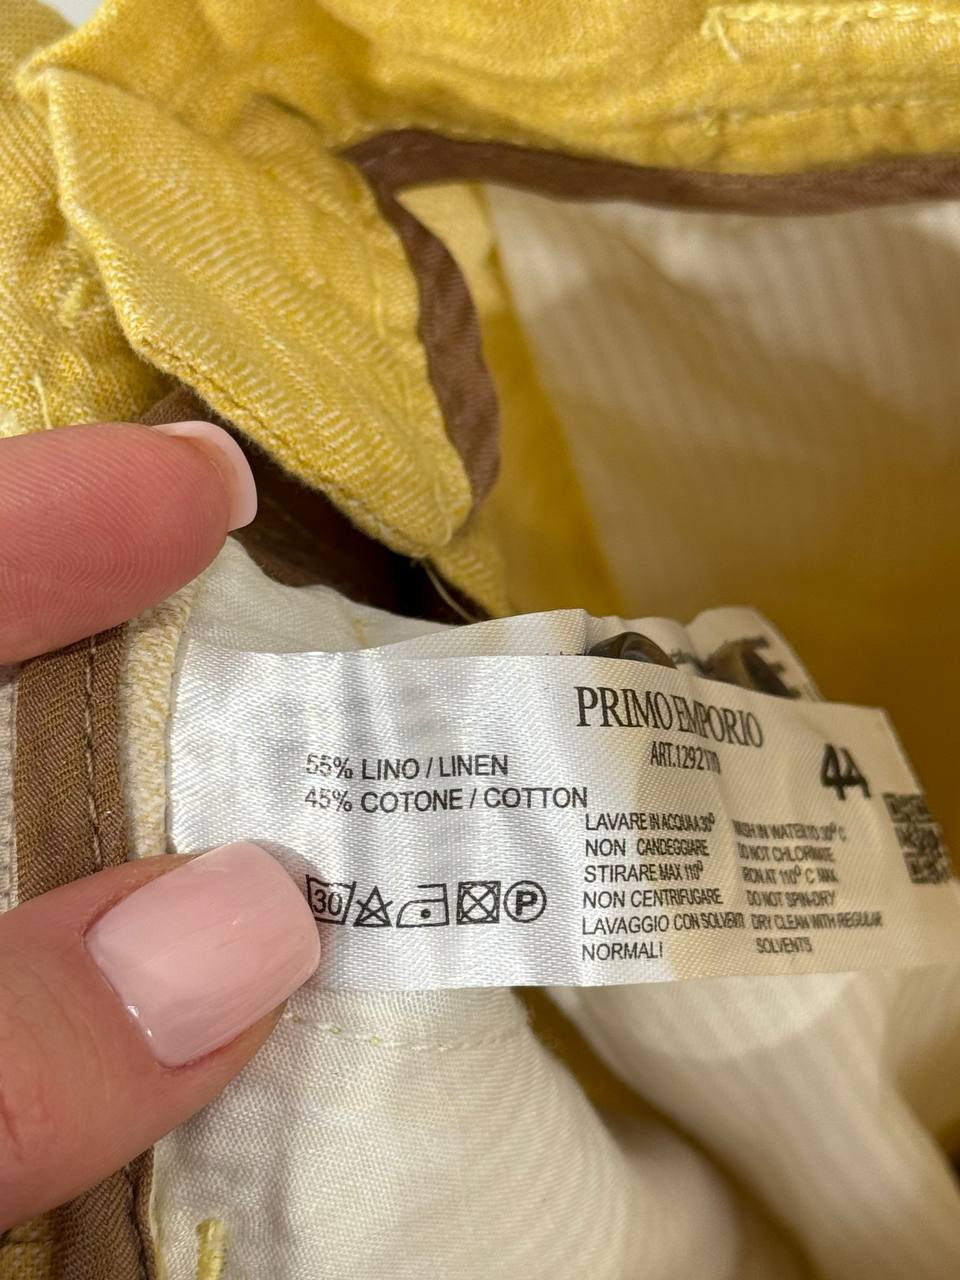 PRIMO EMPORIO
44
55% LINO / LINEN
45% COTONE / COTTON
30
P
LAVARE IN ACQUA A 30°
NON CANDEGGIARE
STIRARE MAX 110°
NON CENTRIFUGARE
LAVAGGIO CON SOLVENTI
NORMALI
WASH IN WATER TO 30° C
DO NOT CHLORINATE
IRON AT 110° C MAX.
DO NOT SPIN-DRY
DRY CLEAN WITH REGULAR
SOLVENTS